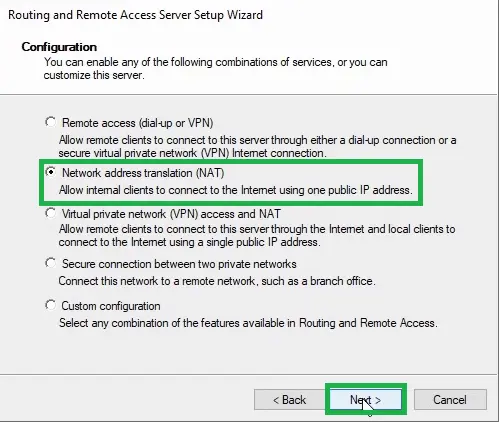 Routing and Remote Access Server Setup Wizard
Configuration
You can enable any of the following combinations of services, or you can
customize this server.
Remote access (dial-up or VPN)
Allow remote clients to connect to this server through either a dial-up connection or a
secure virtual private network (VPN) Internet connection.
Network address translation (NAT)
Allow internal clients to connect to the Internet using one public IP address.
Virtual private network (VPN) access and NAT
Allow remote clients to connect to this server through the Internet and local clients to
connect to the Internet using a single public IP address.
Secure connection between two private networks
Connect this network to a remote network, such as a branch office.
Custom configuration
Select any combination of the features available in Routing and Remote Access.
< Back Next > Cancel